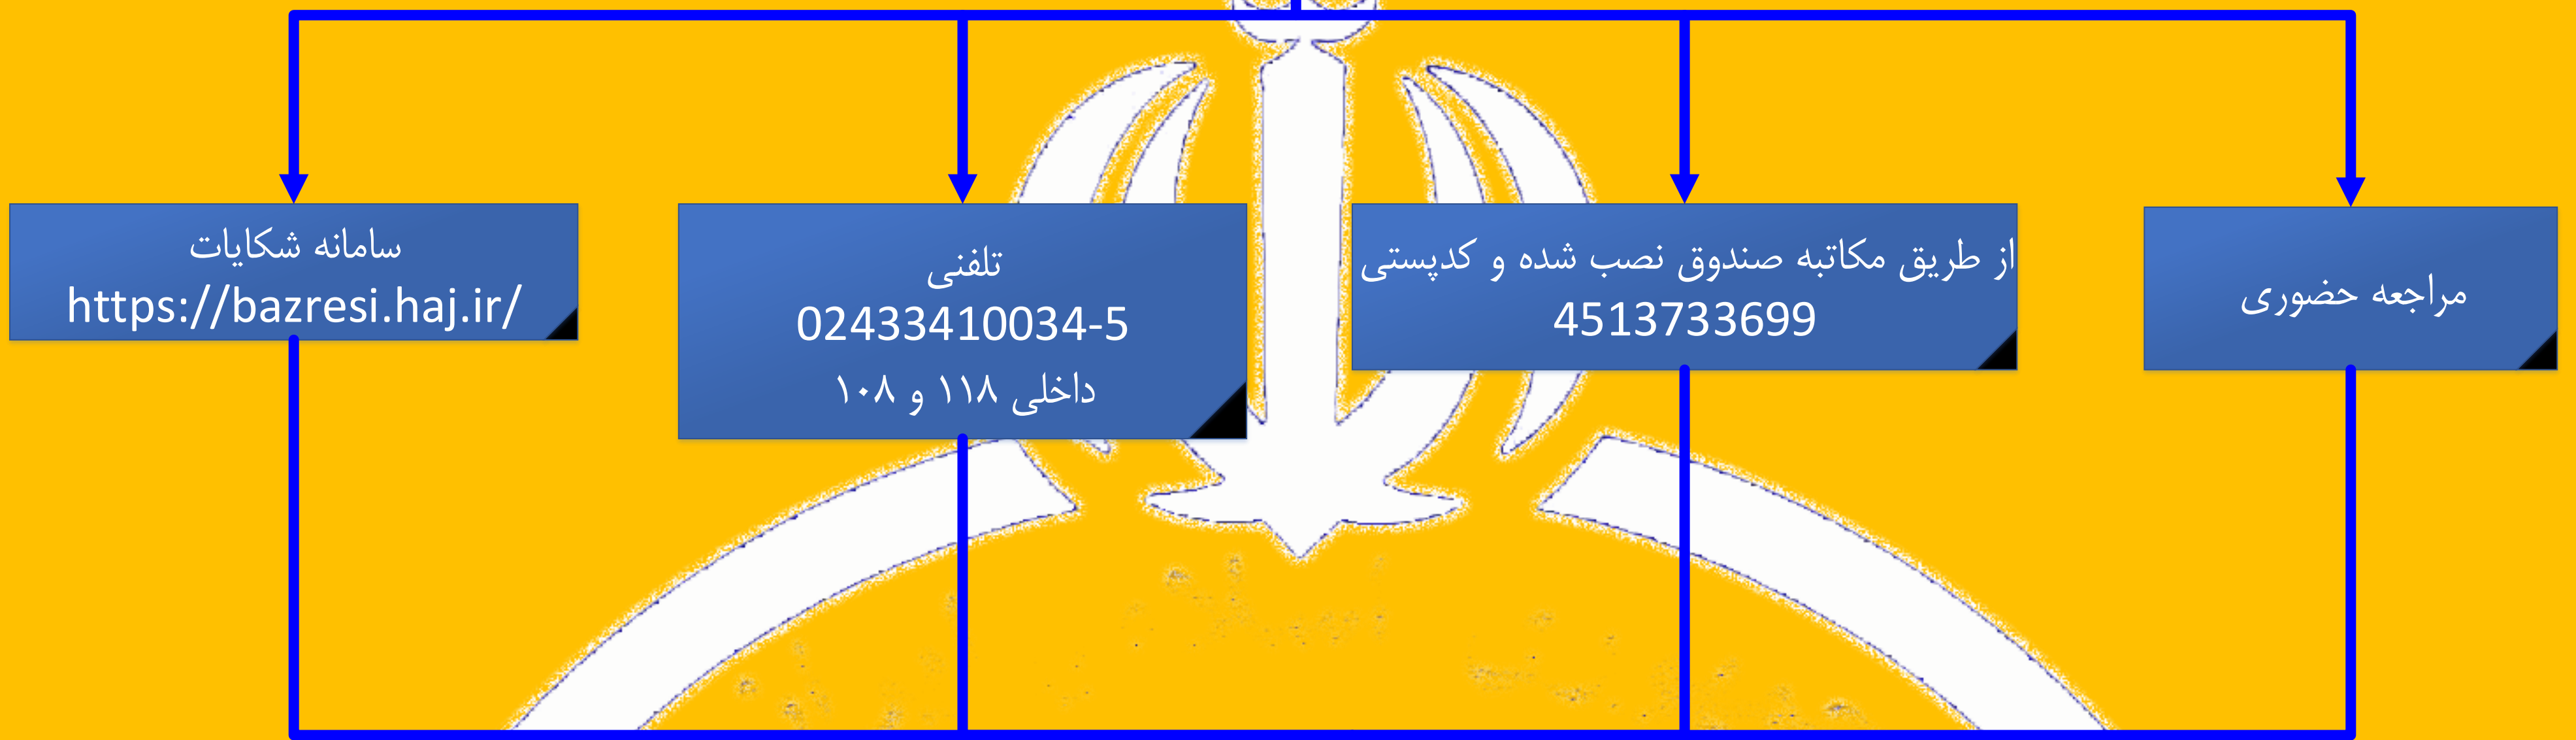 مراجعه حضوری
از طریق مکاتبه صندوق نصب شده و کدپستی
4513733699
تلفنی
02433410034-5
داخلی ۱۱۸ و ۱۰۸
سامانه شکایات
https://bazresi.haj.ir/